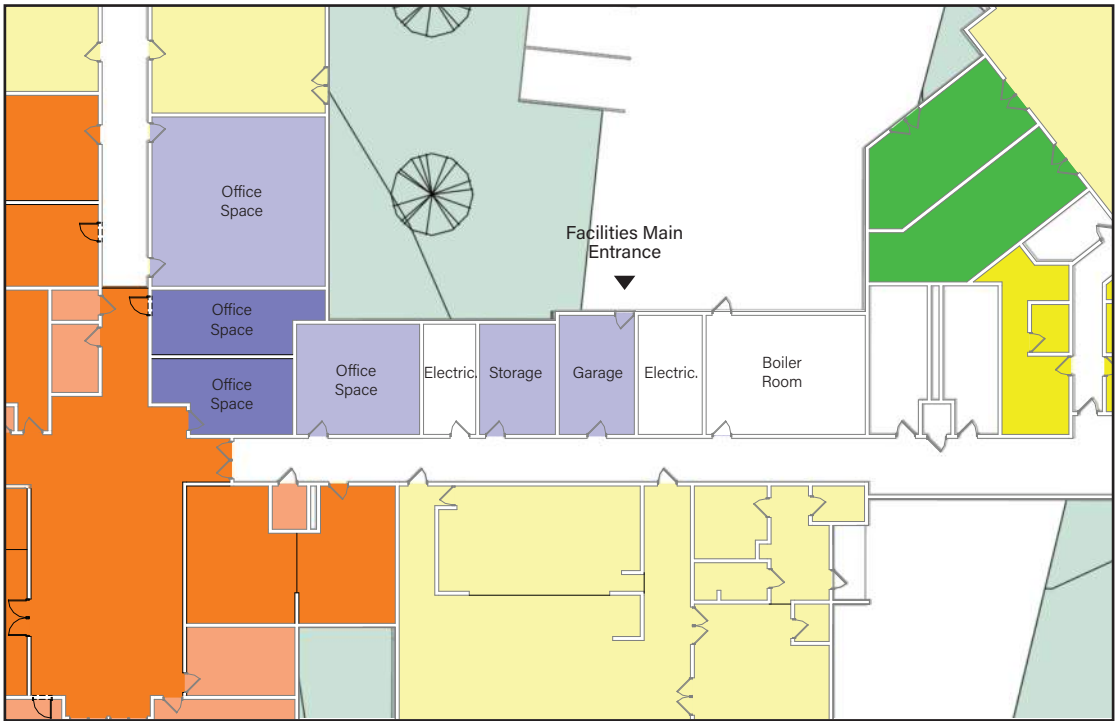 Office
Space
Facilities Main
Entrance
Office
Space
Office
Space
Electric.
Storage
Garage
Electric.
Boiler
Room
Office
Space